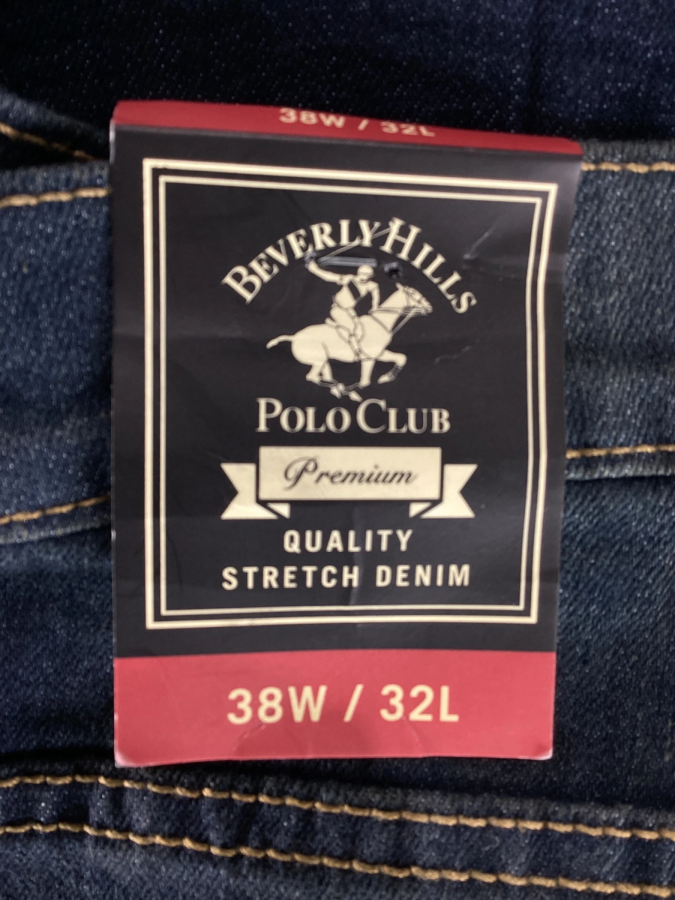 38W / 32L
BEVERLY HILLS
POLO CLUB
Premium
QUALITY
STRETCH DENIM
38W / 32L